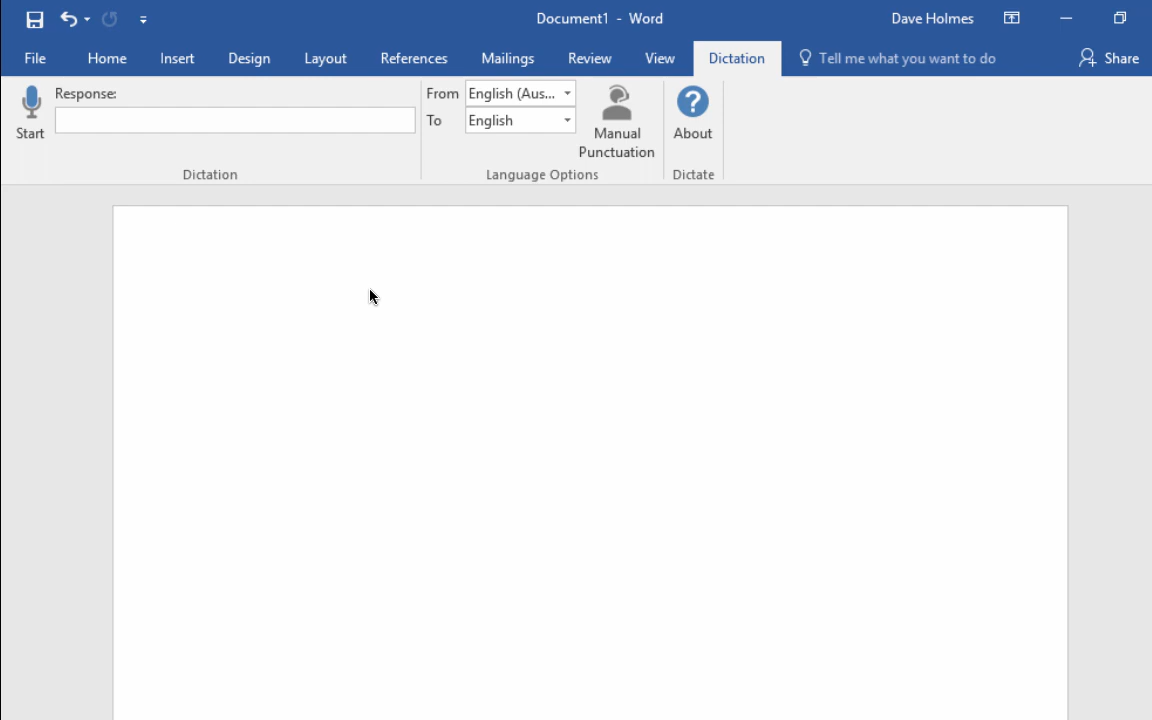 Document1 - Word
Dave Holmes
File Home Insert Design Layout References Mailings Review View Dictation Tell me what you want to do Share
Response:
From English (Aus...
To English
Start
Manual
Punctuation
About
Dictation
Language Options
Dictate